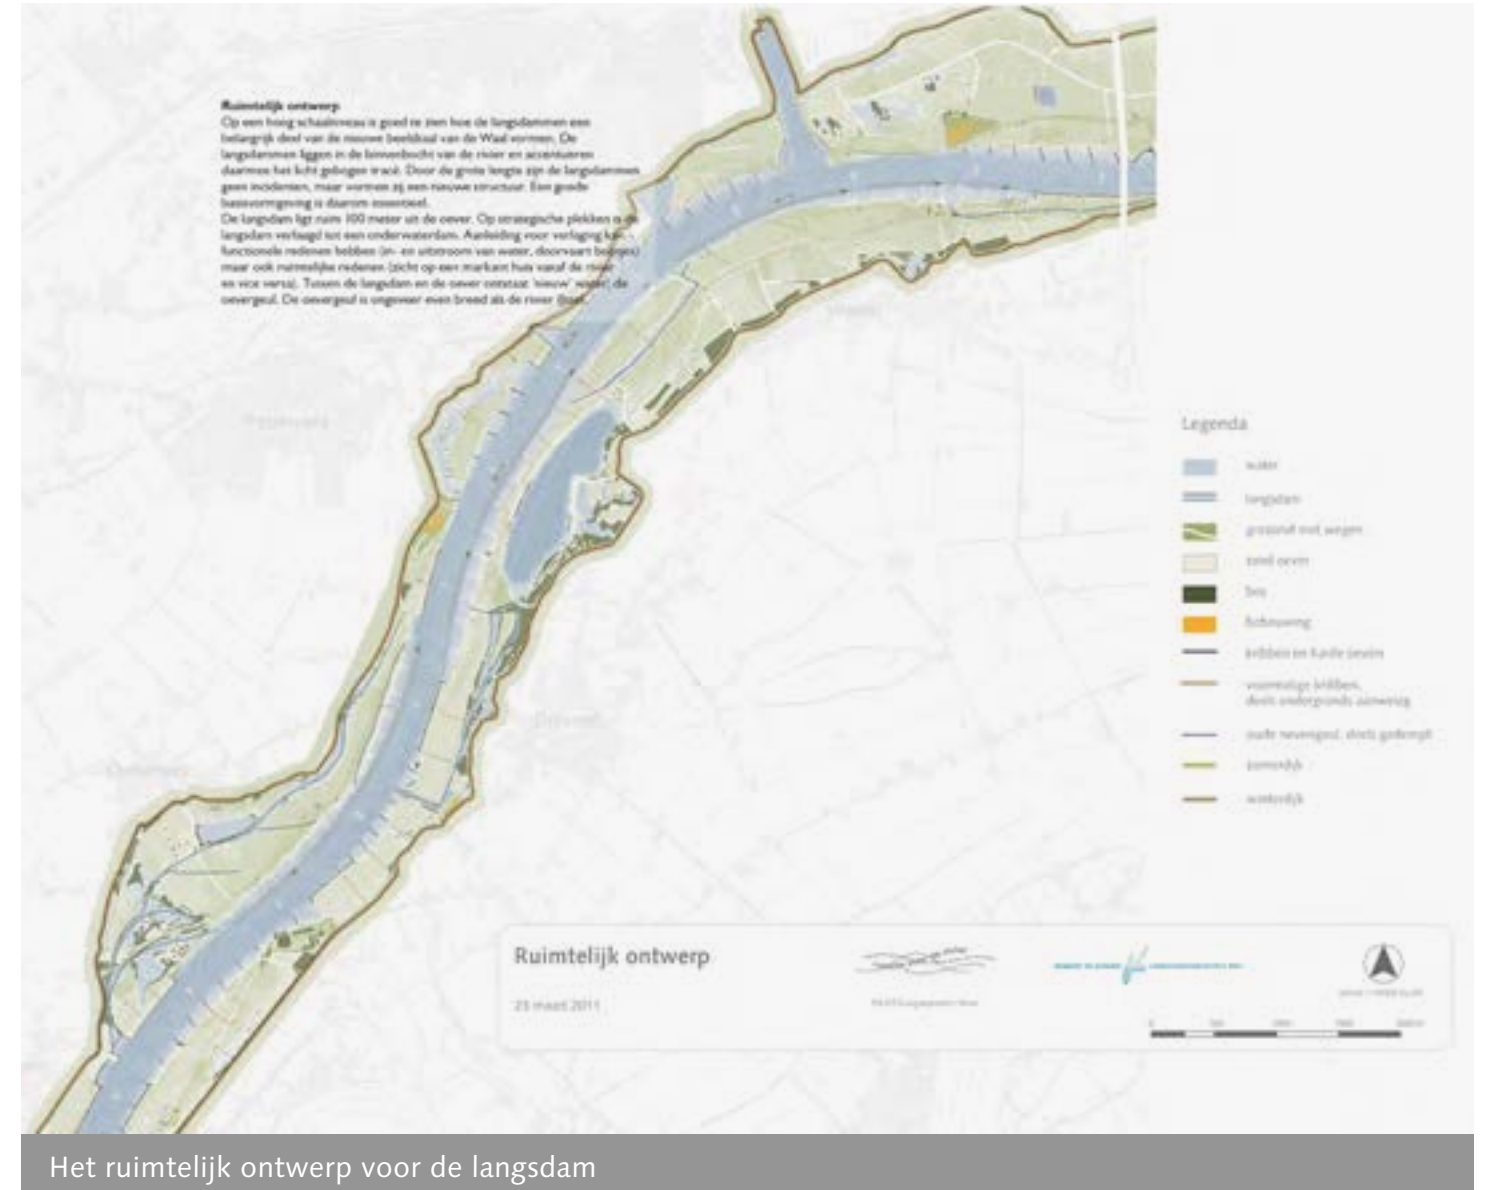 Ruimtelijk ontwerp
Op een hoog schaalniveau is goed te zien hoe de langsdammen een
belangrijk deel van de nieuwe beeldtaal van de Waal vormen. De
langsdammen liggen in de binnenbocht van de rivier en accentueren
daarmee het licht gebogen tracé. Door de grote lengte zijn de langsdammen
geen incidenten, maar vormen zij een nieuwe structuur. Een goede
basisvormgeving is daarom essentieel.
De langsdam ligt ruim 100 meter uit de oever. Op strategische plekken is de
langsdam verlaagd tot een onderwaterdam. Aanleiding voor verlaging kan
functionele redenen hebben (in- en uitstroom van water, doorvaart bootjes)
maar ook ruimtelijke redenen (zicht op een markant huis vanaf de rivier
en vice versa). Tussen de langsdam en de oever ontstaat 'nieuw' water: de
oevergeul. De oevergeul is ongeveer even breed als de rivier
Legenda
water
langsdam
grasland met wegen
zand oever
bos
bebouwing
kribben en harde oevers
voormalige kribben,
deels ondergronds aanwezig
oude nevengeul, deels gedempt
zomerdijk
winterdijk
Ruimtelijk ontwerp
23 maart 2011
0
Het ruimtelijk ontwerp voor de langsdam